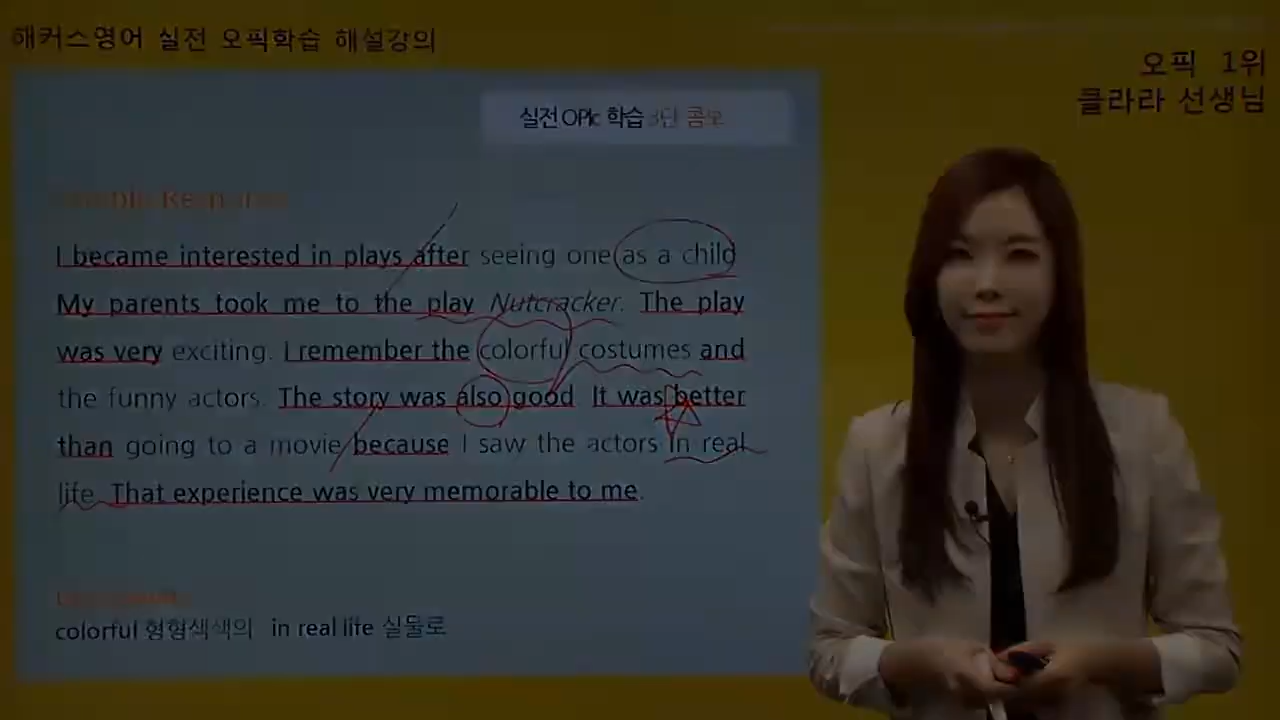 해커스영어 실전 오픽학습 해설강의
오픽 1위
클라라 선생님
실전 OPIc 학습 3단 콤보
I became interested in plays after seeing one as a child
My parents took me to the play Nutcracker. The play
was very exciting. I remember the colorful costumes and
the funny actors. The story was also good It was better
than going to a movie because I saw the actors in real
life. That experience was very memorable to me.
colorful 형형색색의 in real life 실물로